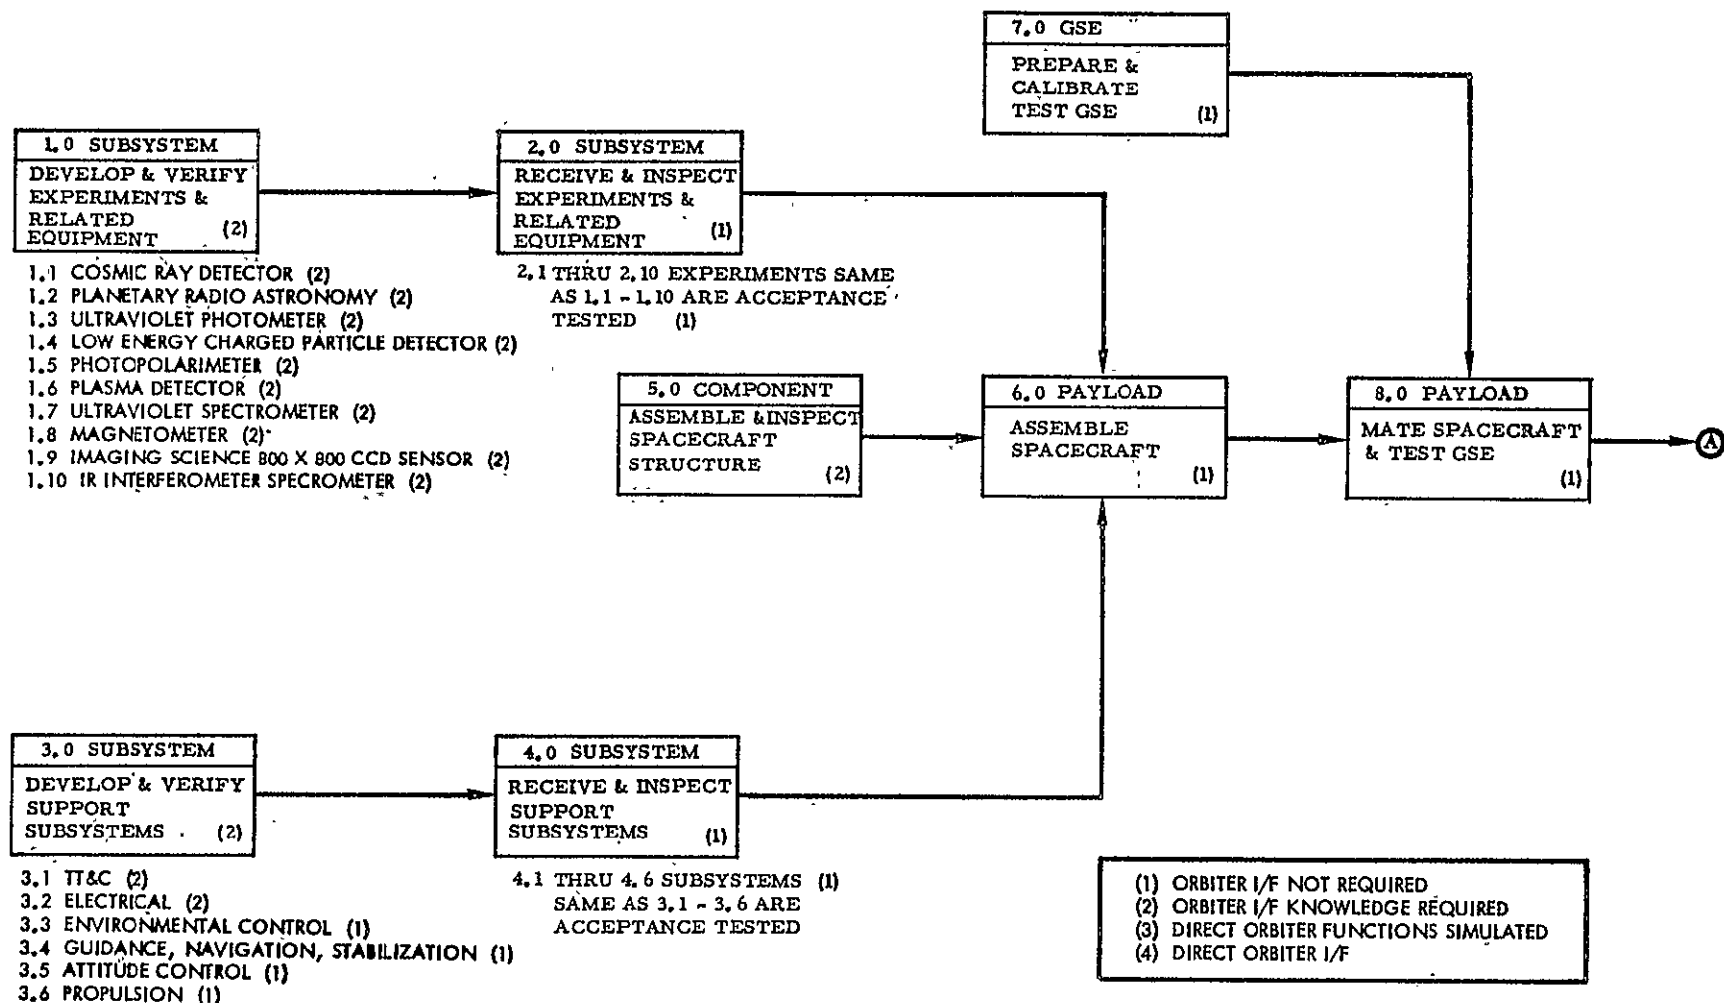 7.0 GSE
PREPARE &
CALIBRATE
TEST GSE (1)
1.0 SUBSYSTEM
DEVELOP & VERIFY
EXPERIMENTS &
RELATED
EQUIPMENT (2)
2.0 SUBSYSTEM
RECEIVE & INSPECT
EXPERIMENTS &
RELATED
EQUIPMENT (1)
1.1 COSMIC RAY DETECTOR (2)
1.2 PLANETARY RADIO ASTRONOMY (2)
1.3 ULTRAVIOLET PHOTOMETER (2)
1.4 LOW ENERGY CHARGED PARTICLE DETECTOR (2)
1.5 PHOTOPOLARIMETER (2)
1.6 PLASMA DETECTOR (2)
1.7 ULTRAVIOLET SPECTROMETER (2)
1.8 MAGNETOMETER (2)
1.9 IMAGING SCIENCE 800 X 800 CCD SENSOR (2)
1.10 IR INTERFEROMETER SPECROMETER (2)
2.1 THRU 2.10 EXPERIMENTS SAME
AS 1.1 - 1.10 ARE ACCEPTANCE
TESTED (1)
5.0 COMPONENT
ASSEMBLE &INSPECT
SPACECRAFT
STRUCTURE (2)
6.0 PAYLOAD
ASSEMBLE
SPACECRAFT
(1)
8.0 PAYLOAD
MATE SPACECRAFT
& TEST GSE
(1)
A
3.0 SUBSYSTEM
DEVELOP & VERIFY
SUPPORT
SUBSYSTEMS (2)
4.0 SUBSYSTEM
RECEIVE & INSPECT
SUPPORT
SUBSYSTEMS (1)
3.1 TT&C (2)
3.2 ELECTRICAL (2)
3.3 ENVIRONMENTAL CONTROL (1)
3.4 GUIDANCE, NAVIGATION, STABILIZATION (1)
3.5 ATTITUDE CONTROL (1)
3.6 PROPULSION (1)
4.1 THRU 4.6 SUBSYSTEMS (1)
SAME AS 3.1 - 3.6 ARE
ACCEPTANCE TESTED
(1) ORBITER I/F NOT REQUIRED
(2) ORBITER I/F KNOWLEDGE REQUIRED
(3) DIRECT ORBITER FUNCTIONS SIMULATED
(4) DIRECT ORBITER I/F